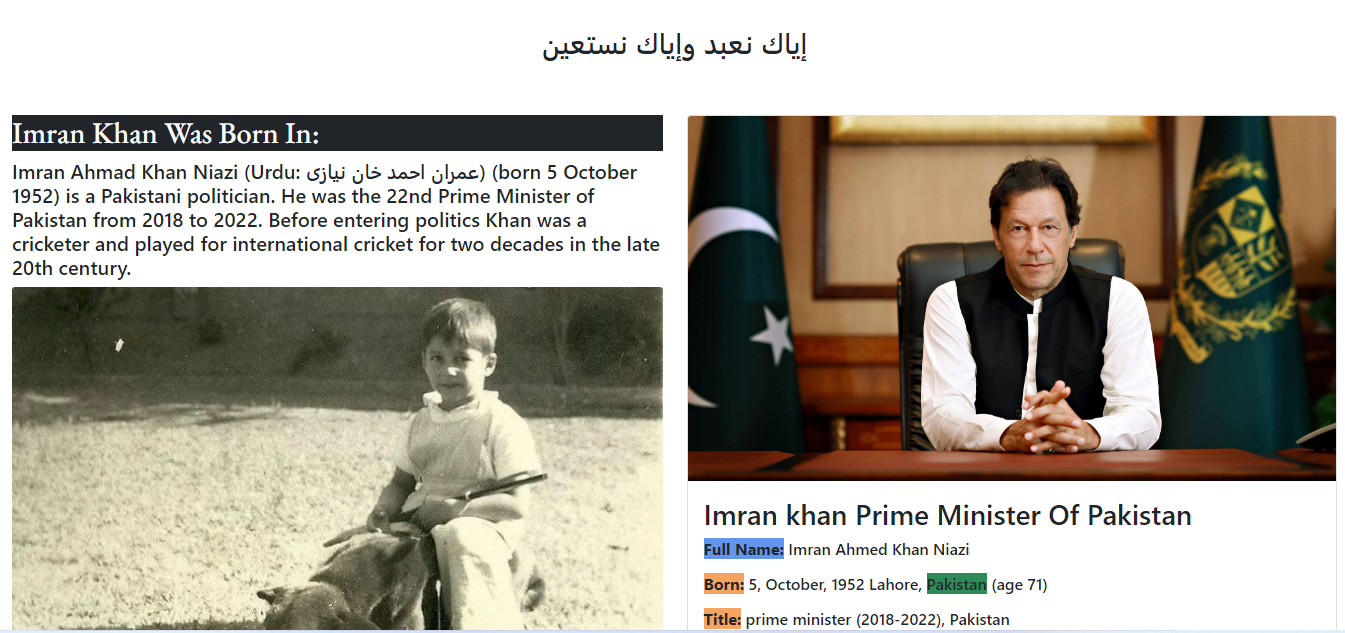 إياك نعبد وإياك نستعين
Imran Khan Was Born In:
Imran Ahmad Khan Niazi (Urdu: عمران احمد خان نیازی) (born 5 October
1952) is a Pakistani politician. He was the 22nd Prime Minister of
Pakistan from 2018 to 2022. Before entering politics Khan was a
cricketer and played for international cricket for two decades in the late
20th century.
Imran khan Prime Minister Of Pakistan
Full Name: Imran Ahmed Khan Niazi
Born: 5, October, 1952 Lahore, Pakistan (age 71)
Title: prime minister (2018-2022), Pakistan